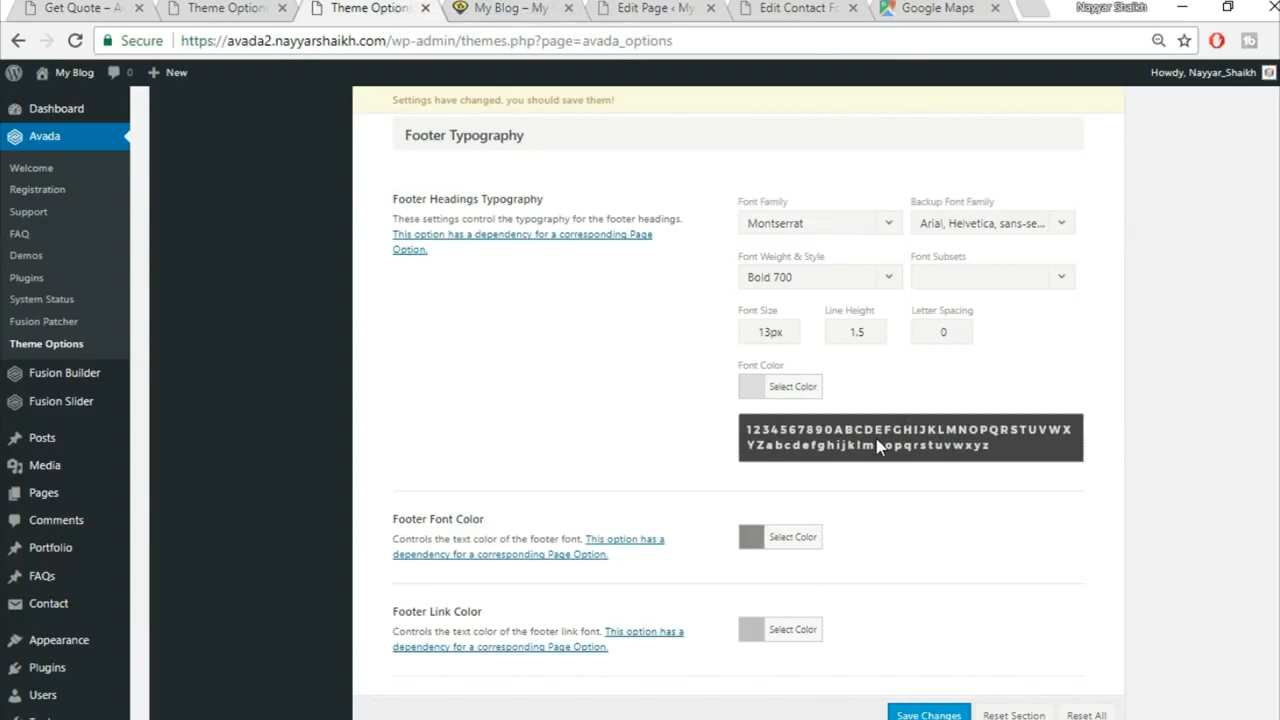 Get Quote – A
Theme Option
Theme Option
My Blog – My
Edit Page ‹ My
Edit Contact Fo
Google Maps
Nayyar Shaikh
Secure
https://avada2.nayyarshaikh.com/wp-admin/themes.php?page=avada_options
My Blog
0
New
Howdy, Nayyar_Shaikh
Dashboard
Avada
Welcome
Registration
Support
FAQ
Demos
Plugins
System Status
Fusion Patcher
Theme Options
Fusion Builder
Fusion Slider
Posts
Media
Pages
Comments
Portfolio
FAQs
Contact
Appearance
Plugins
Users
Settings have changed, you should save them!
Footer Typography
Footer Headings Typography
These settings control the typography for the footer headings.
This option has a dependency for a corresponding Page
Option.
Font Family
Backup Font Family
Montserrat
Arial, Helvetica, sans-se...
Font Weight & Style
Font Subsets
Bold 700
Font Size
Line Height
Letter Spacing
13px
1.5
0
Font Color
Select Color
1234567890ABCDEFGHIJKLMNOPQRSTUVWX
YZabcdefghijklmnopqrstuvwxyz
Footer Font Color
Controls the text color of the footer font. This option has a
dependency for a corresponding Page Option.
Select Color
Footer Link Color
Controls the text color of the footer link font. This option has a
dependency for a corresponding Page Option.
Select Color
Save Changes
Reset Section
Reset All